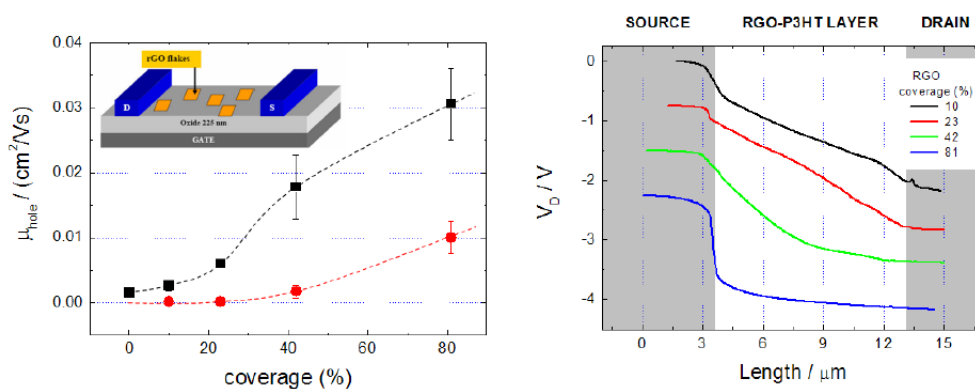 0.04
0.03
0.02
0.01
0.00
μhole / (cm²/Vs)
rGO flakes
D
S
Oxide 225 nm
GATE
0 20 40 60 80
coverage (%)
SOURCE RGO-P3HT LAYER DRAIN
0
-1
-2
-3
-4
VD / V
RGO
coverage (%)
10
23
42
81
0 3 6 9 12 15
Length / μm